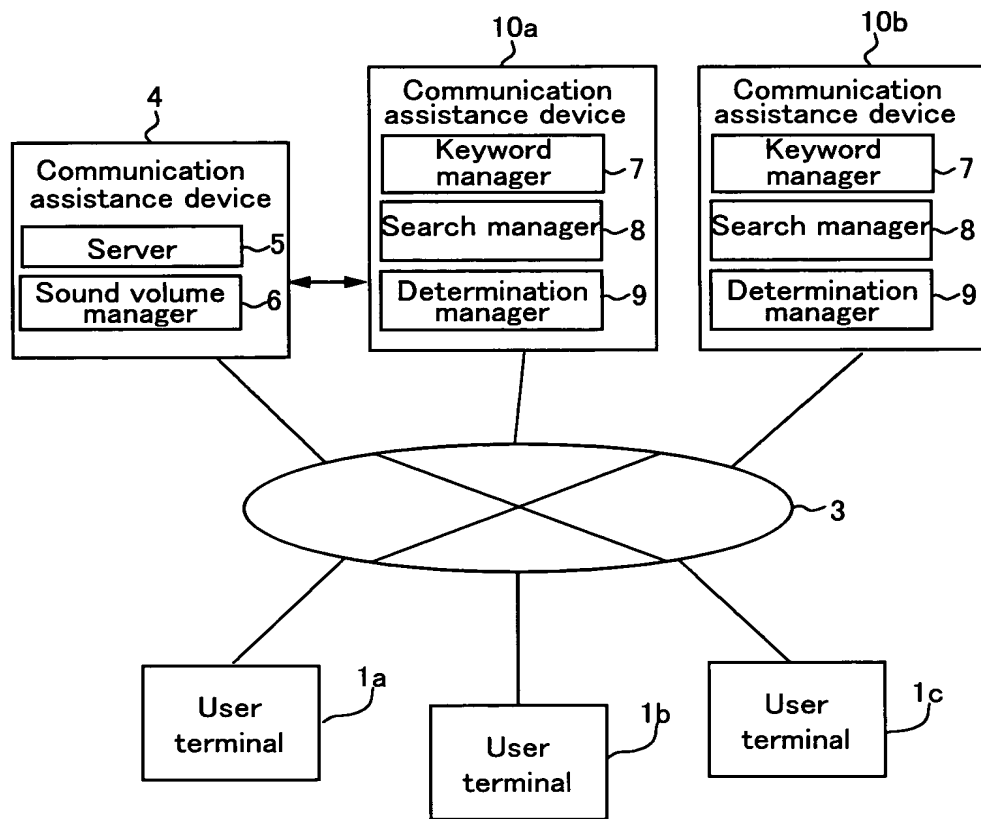 10a
10b
4
Communication
assistance device
Server
5
Sound volume
manager
6
Communication
assistance device
Keyword
manager
7
Search manager
8
Determination
manager
9
Communication
assistance device
Keyword
manager
7
Search manager
8
Determination
manager
9
3
User
terminal
1a
User
terminal
1b
User
terminal
1c